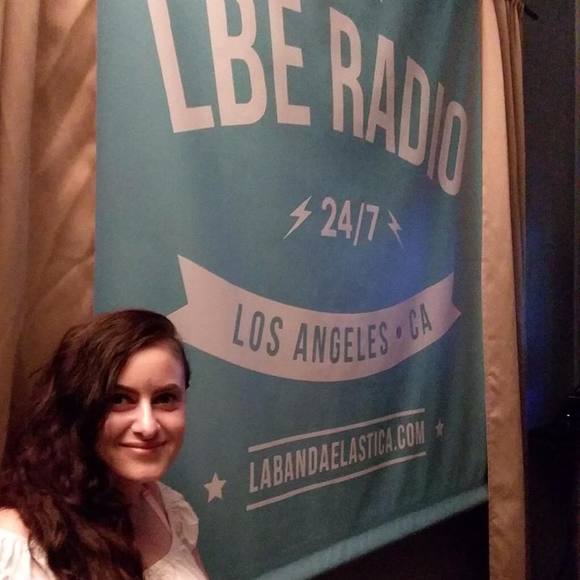 LBE RADIO
24/7
LOS ANGELES • CA
LABANDAELASTICA.COM